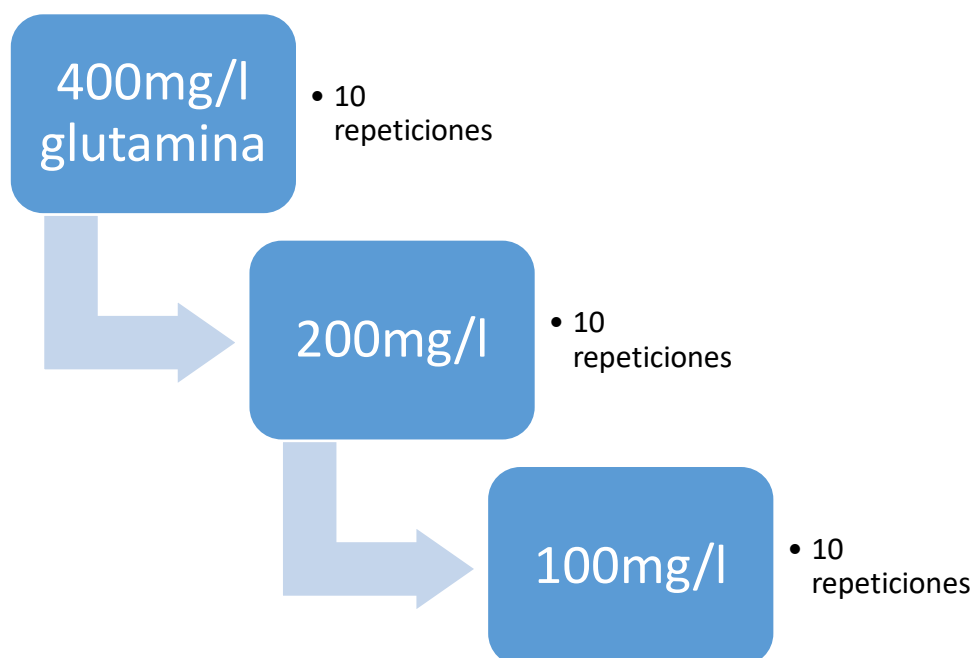 400mg/l
glutamina
• 10
repeticiones
200mg/l
• 10
repeticiones
100mg/l
• 10
repeticiones